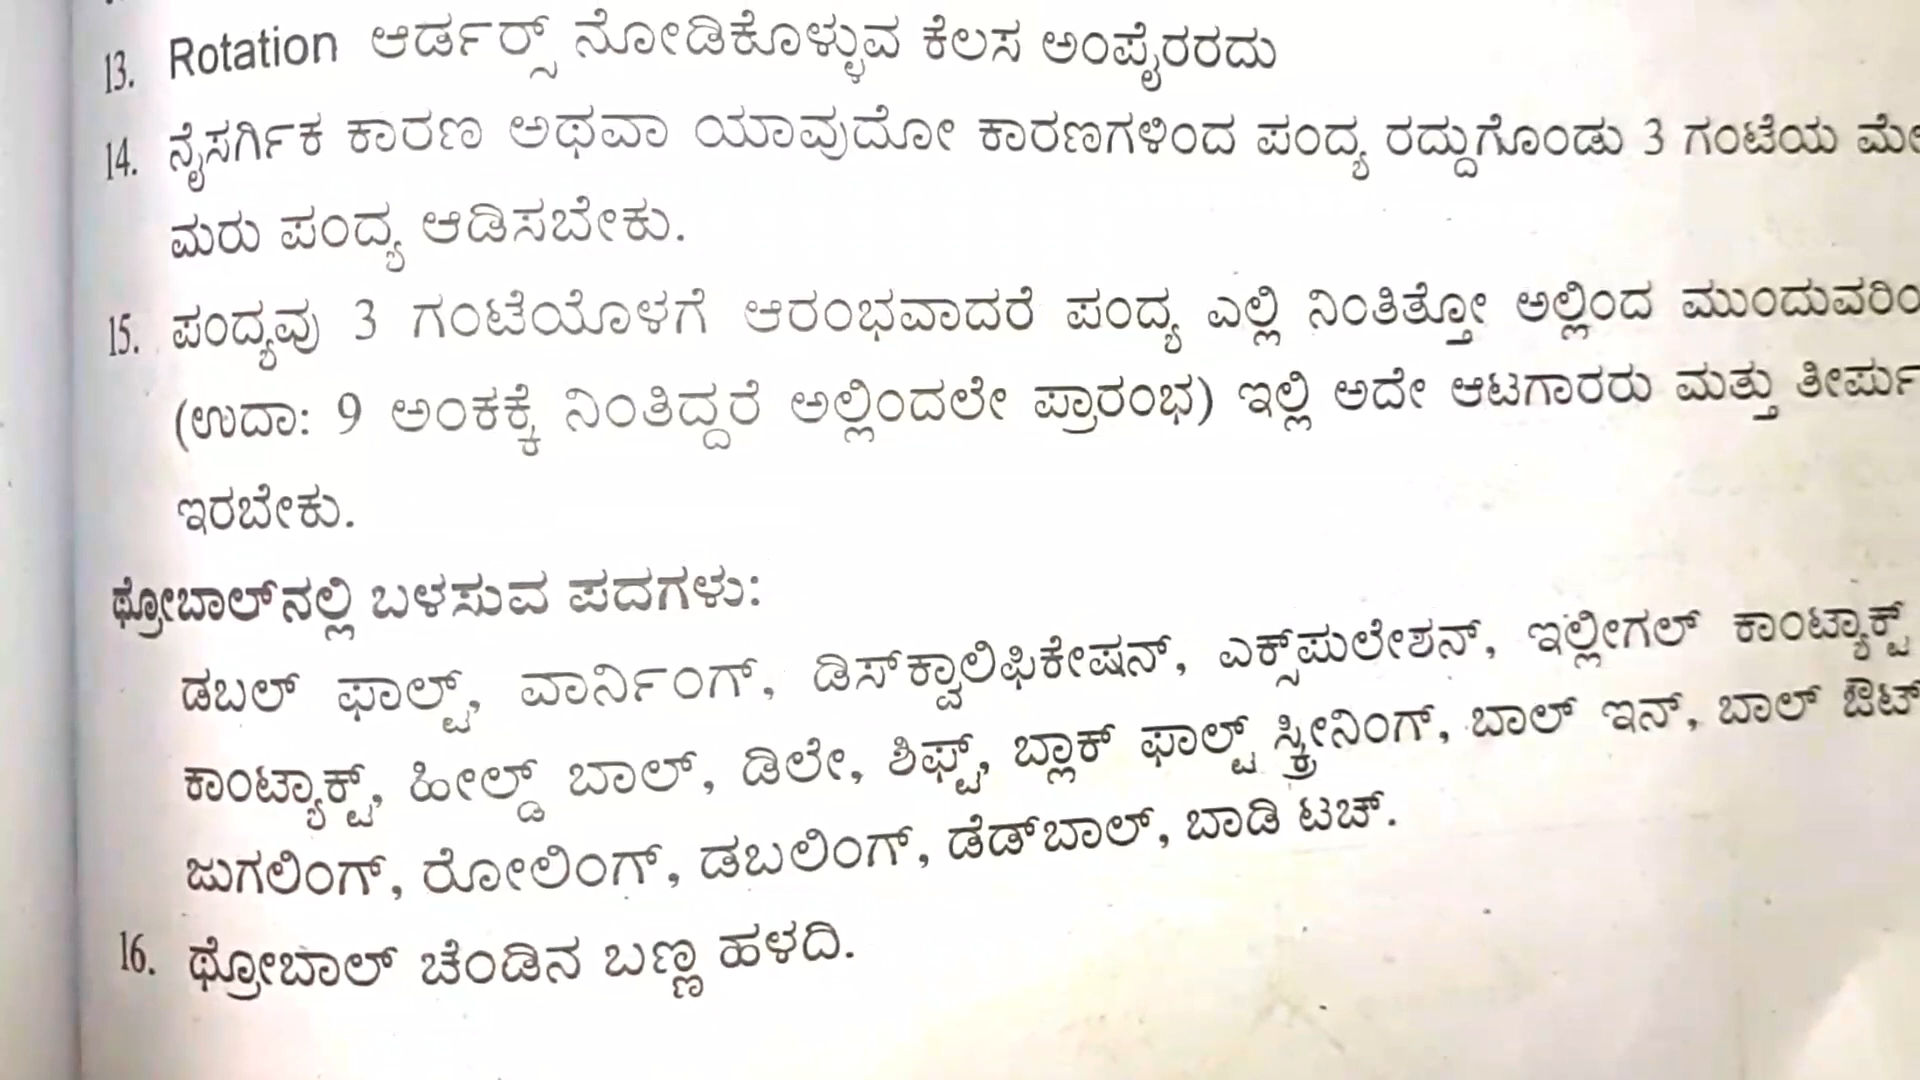 13. Rotation ಆರ್ಡರ್ಸ್ ನೋಡಿಕೊಳ್ಳುವ ಕೆಲಸ ಅಂಪೈರರದು
14. ನೈಸರ್ಗಿಕ ಕಾರಣ ಅಥವಾ ಯಾವುದೋ ಕಾರಣಗಳಿಂದ ಪಂದ್ಯ ರದ್ದುಗೊಂಡು 3 ಗಂಟೆಯ
ಮರು ಪಂದ್ಯ ಆಡಿಸಬೇಕು.
15. ಪಂದ್ಯವು 3 ಗಂಟೆಯೊಳಗೆ ಆರಂಭವಾದರೆ ಪಂದ್ಯ ಎಲ್ಲಿ ನಿಂತಿತ್ತೋ ಅಲ್ಲಿಂದ
(ಉದಾ: 9 ಅಂಕಕ್ಕೆ ನಿಂತಿದ್ದರೆ ಅಲ್ಲಿಂದಲೇ ಪ್ರಾರಂಭ) ಇಲ್ಲಿ ಅದೇ ಆಟಗಾರರು ಮತ್ತು ತೀರ್ಪು
ಇರಬೇಕು.
ಥ್ರೋಬಾಲ್‌ನಲ್ಲಿ ಬಳಸುವ ಪದಗಳು:
ಡಬಲ್ ಫಾಲ್ಟ್, ವಾರ್ನಿಂಗ್, ಡಿಸ್‌ಕ್ವಾಲಿಫಿಕೇಷನ್, ಎಕ್ಸ್‌ಪುಲೇಶನ್, ಇಲ್ಲೀಗಲ್ ಕಾಂಟ್ಯಾಕ್ಟ್
ಕಾಂಟ್ಯಾಕ್ಟ್, ಹೀಲ್ಡ್ ಬಾಲ್, ಡಿಲೇ, ಶಿಫ್ಟ್, ಬ್ಲಾಕ್ ಫಾಲ್ಟ್ ಸ್ಕ್ರೀನಿಂಗ್, ಬಾಲ್ ಇನ್, ಬಾಲ್ ಔಟ್
ಜುಗಲಿಂಗ್, ರೋಲಿಂಗ್, ಡಬಲಿಂಗ್, ಡೆಡ್‌ಬಾಲ್, ಬಾಡಿ ಟಚ್.
16. ಥ್ರೋಬಾಲ್ ಚೆಂಡಿನ ಬಣ್ಣ ಹಳದಿ.